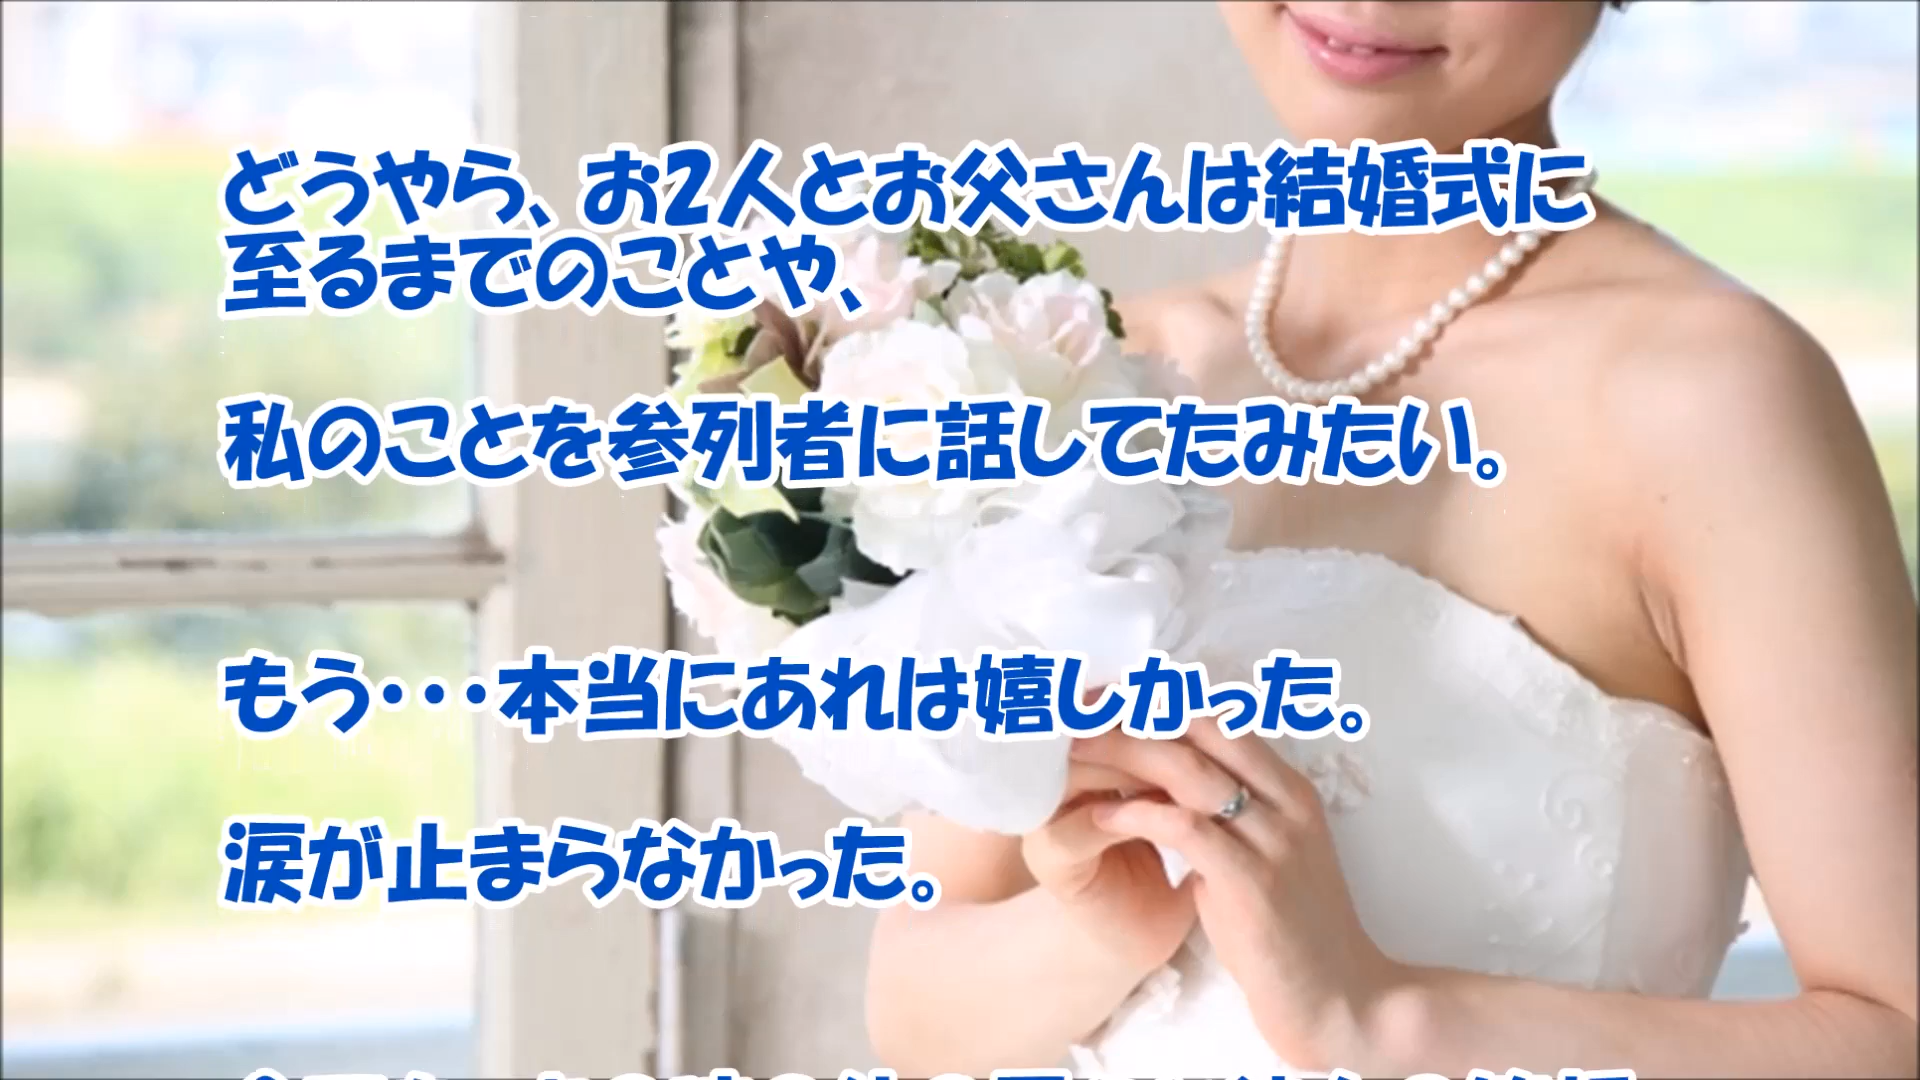 どうやら、お2人とお父さんは結婚式に
至るまでのことや、
私のことを参列者に話してたみたい。
もう・・・本当にあれは嬉しかった。
涙が止まらなかった。